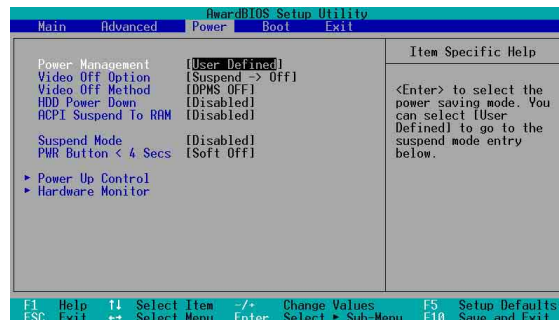 AwardBIOS Setup Utility
Main Advanced Power Boot Exit
Item Specific Help
Power Management [User Defined]
Video Off Option [Suspend -> Off]
Video Off Method [DPMS OFF]
HDD Power Down [Disabled]
ACPI Suspend To RAM [Disabled]
Suspend Mode [Disabled]
PWR Button < 4 Secs [Soft Off]
▸ Power Up Control
▸ Hardware Monitor
<Enter> to select the
power saving mode. You
can select [User
Defined] to go to the
suspend mode entry
below.
F1 Help ↑↓ Select Item -/+ Change Values F5 Setup Defaults
ESC Exit ↔ Select Menu Enter Select ▸ Sub-Menu F10 Save and Exit